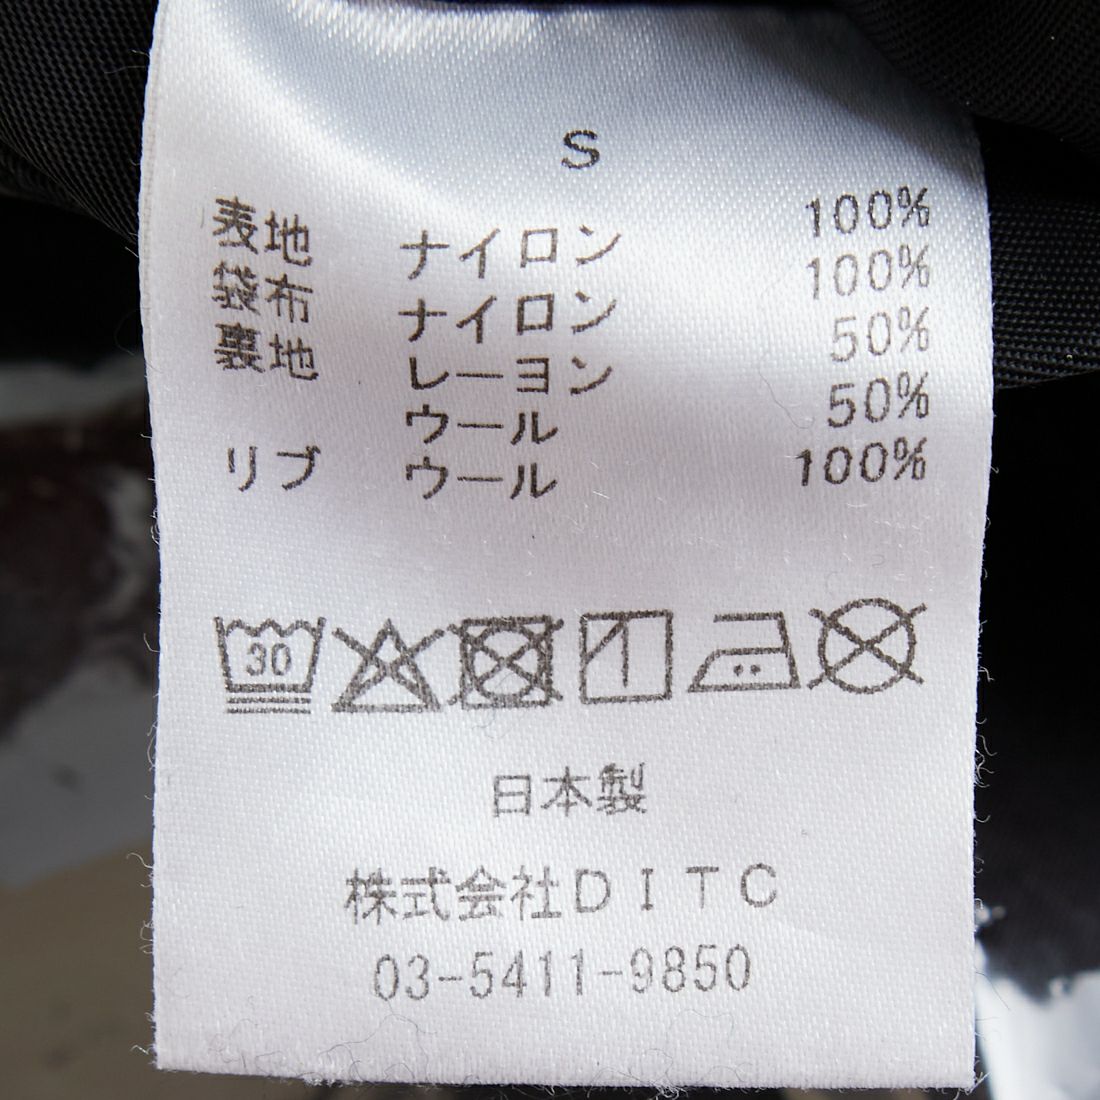 S
表地 ナイロン 100%
袋布 ナイロン 100%
裏地 レーヨン 50%
ウール 50%
リブ ウール 100%
30
日本製
株式会社DITC
03-5411-9850